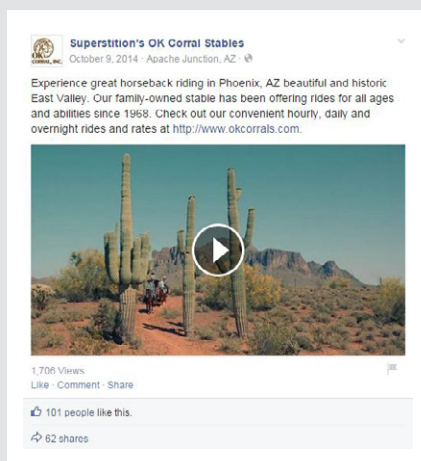 OK
CORRAL, INC.
Superstition's OK Corral Stables
October 9, 2014 · Apache Junction, AZ ·
Experience great horseback riding in Phoenix, AZ beautiful and historic
East Valley. Our family-owned stable has been offering rides for all ages
and abilities since 1968. Check out our convenient hourly, daily and
overnight rides and rates at http://www.okcorrals.com.
1,706 Views
Like · Comment · Share
101 people like this.
62 shares